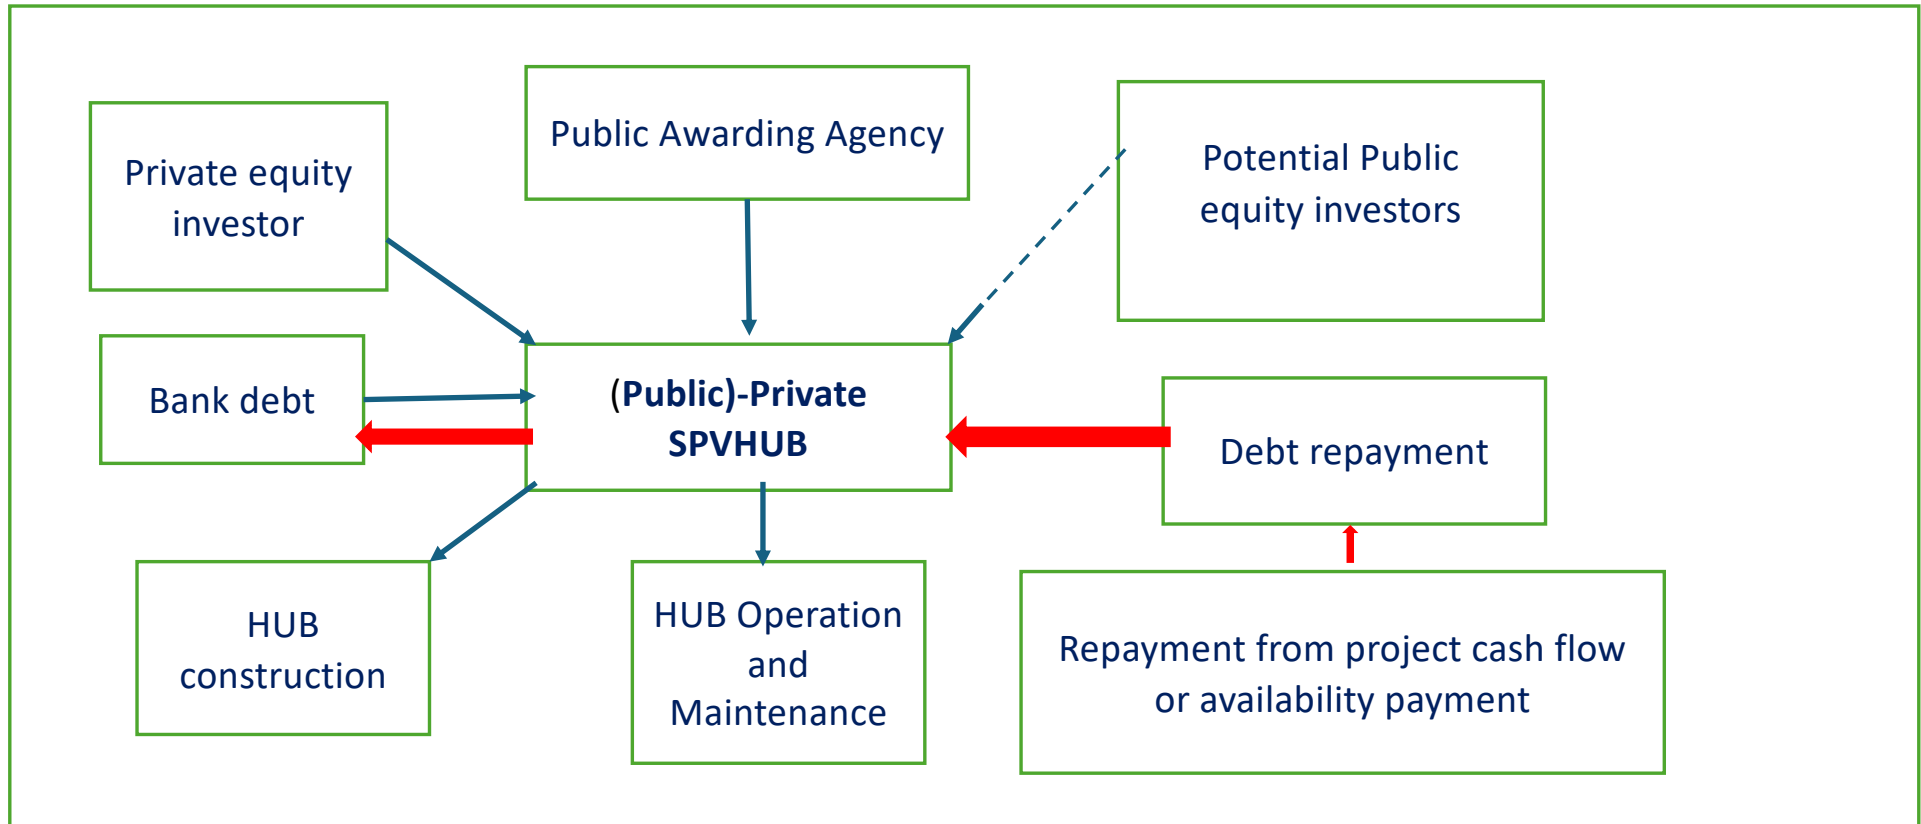 Private equity
investor
Public Awarding Agency
Potential Public
equity investors
Bank debt
(Public)-Private
SPVHUB
Debt repayment
HUB
construction
HUB Operation
and
Maintenance
Repayment from project cash flow
or availability payment